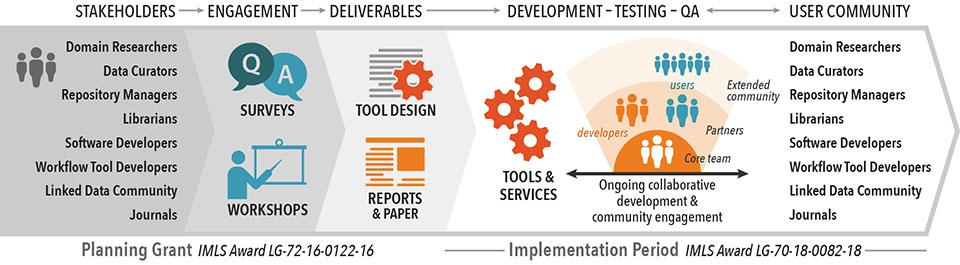 STAKEHOLDERS
ENGAGEMENT
DELIVERABLES
DEVELOPMENT – TESTING – QA
USER COMMUNITY
Domain Researchers
Data Curators
Repository Managers
Librarians
Software Developers
Workflow Tool Developers
Linked Data Community
Journals
Q A
SURVEYS
WORKSHOPS
TOOL DESIGN
REPORTS
& PAPER
TOOLS &
SERVICES
users
Extended
community
developers
Partners
Core team
Ongoing collaborative
development &
community engagement
Domain Researchers
Data Curators
Repository Managers
Librarians
Software Developers
Workflow Tool Developers
Linked Data Community
Journals
Planning Grant IMLS Award LG-72-16-0122-16
Implementation Period IMLS Award LG-70-18-0082-18